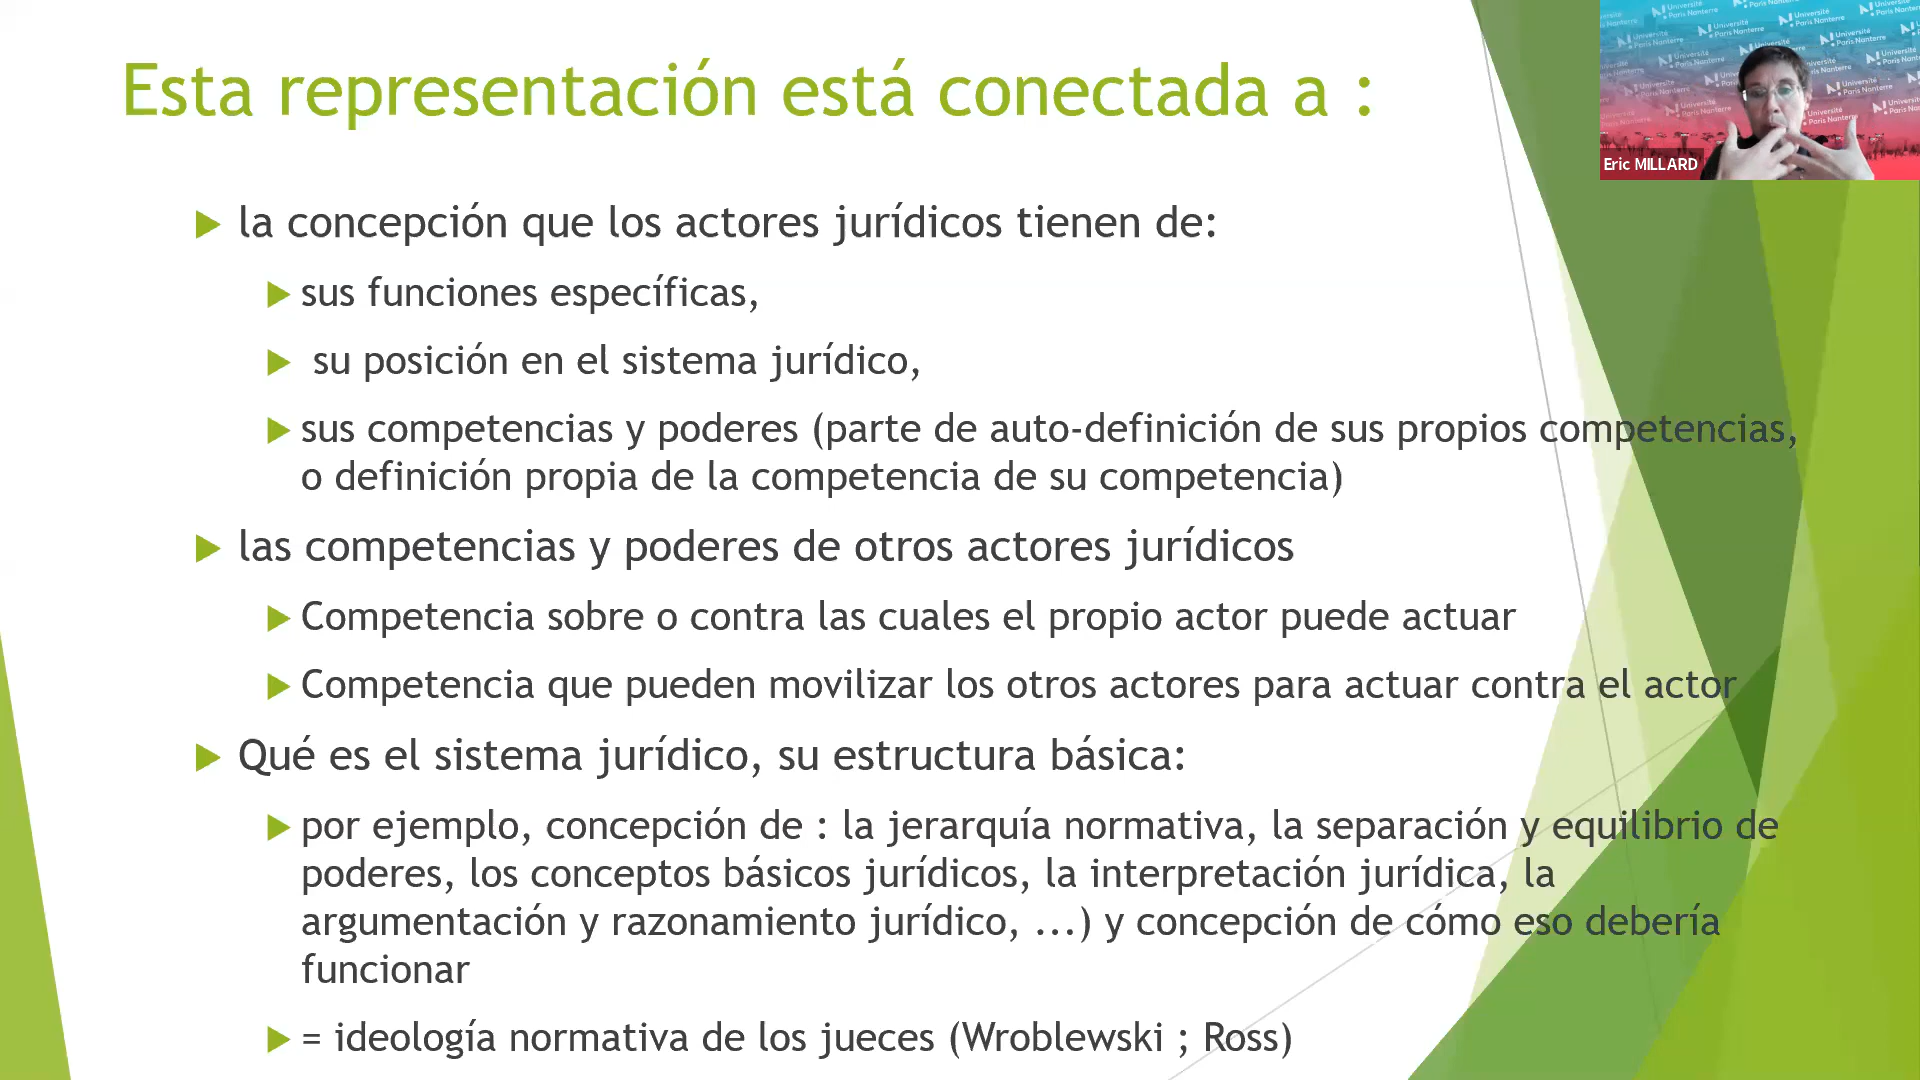 Esta representación está conectada a :
la concepción que los actores jurídicos tienen de:
sus funciones específicas,
su posición en el sistema jurídico,
sus competencias y poderes (parte de auto-definición de sus propios competencias,
o definición propia de la competencia de su competencia)
las competencias y poderes de otros actores jurídicos
Competencia sobre o contra las cuales el propio actor puede actuar
Competencia que pueden movilizar los otros actores para actuar contra el actor
Qué es el sistema jurídico, su estructura básica:
por ejemplo, concepción de : la jerarquía normativa, la separación y equilibrio de
poderes, los conceptos básicos jurídicos, la interpretación jurídica, la
argumentación y razonamiento jurídico, ...) y concepción de cómo eso debería
funcionar
= ideología normativa de los jueces (Wroblewski ; Ross)
Université
Paris Nanterre
Eric MILLARD